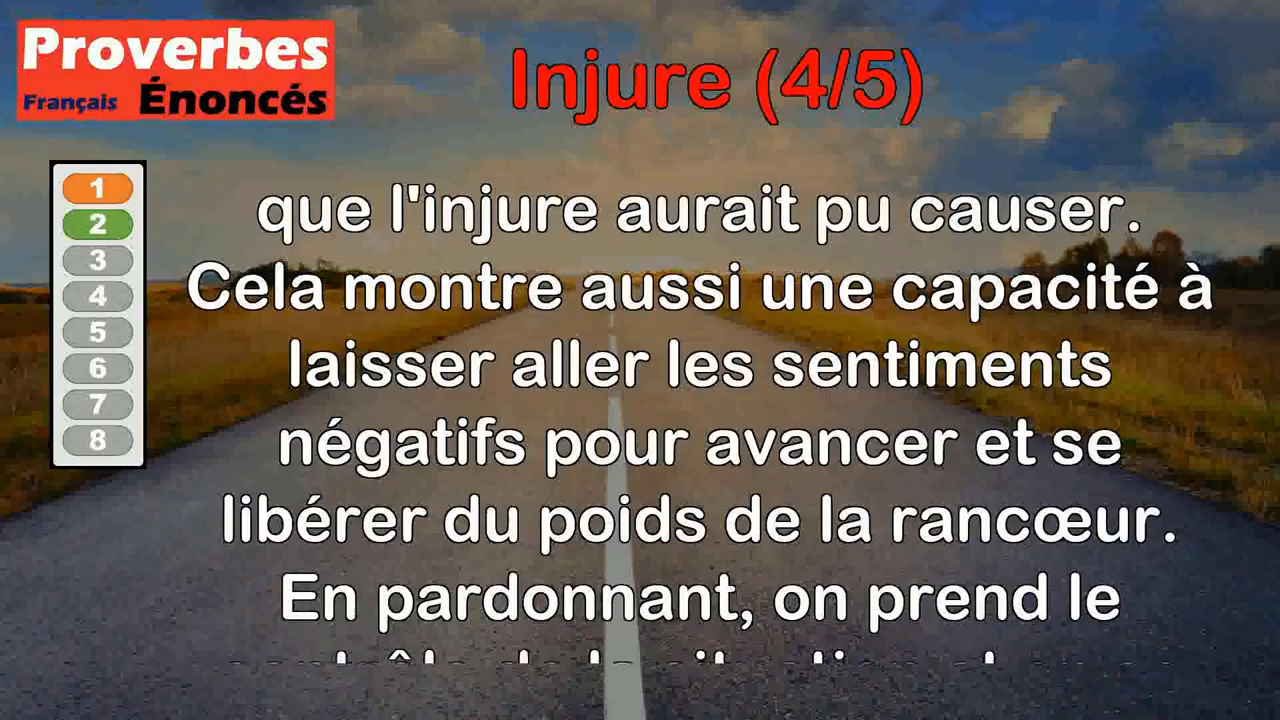 Proverbes
Français Énoncés
Injure (4/5)
1
2
3
4
5
6
7
8
que l'injure aurait pu causer.
Cela montre aussi une capacité à
laisser aller les sentiments
négatifs pour avancer et se
libérer du poids de la rancœur.
En pardonnant, on prend le